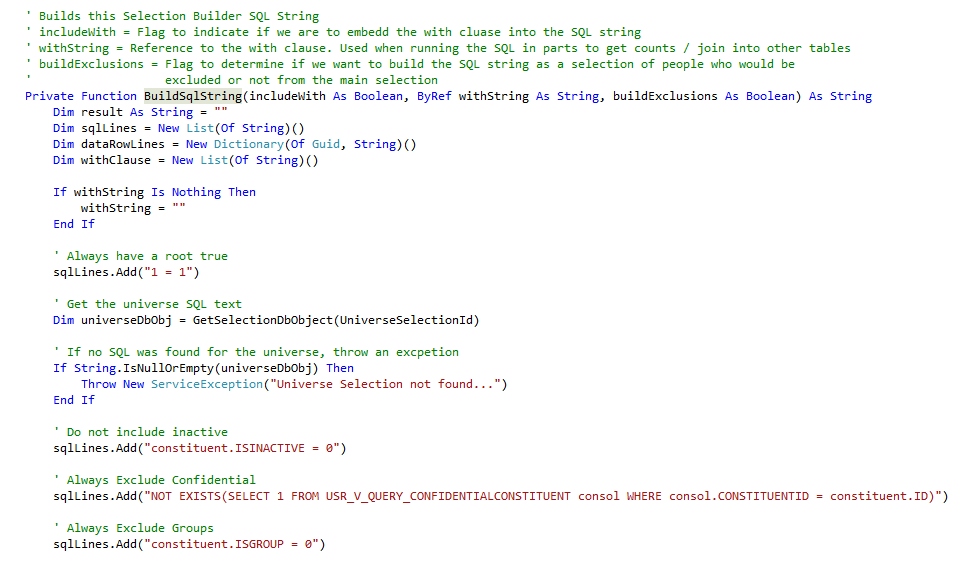 ' Builds this Selection Builder SQL String
' includeWith = Flag to indicate if we are to embedd the with cluase into the SQL string
' withString = Reference to the with clause. Used when running the SQL in parts to get counts / join into other tables
' buildExclusions = Flag to determine if we want to build the SQL string as a selection of people who would be
'                   excluded or not from the main selection
Private Function BuildSqlString(includeWith As Boolean, ByRef withString As String, buildExclusions As Boolean) As String
    Dim result As String = ""
    Dim sqlLines = New List(Of String)()
    Dim dataRowLines = New Dictionary(Of Guid, String)()
    Dim withClause = New List(Of String)()

    If withString Is Nothing Then
        withString = ""
    End If

    ' Always have a root true
    sqlLines.Add("1 = 1")

    ' Get the universe SQL text
    Dim universeDbObj = GetSelectionDbObject(UniverseSelectionId)

    ' If no SQL was found for the universe, throw an excpetion
    If String.IsNullOrEmpty(universeDbObj) Then
        Throw New ServiceException("Universe Selection not found...")
    End If

    ' Do not include inactive
    sqlLines.Add("constituent.ISINACTIVE = 0")

    ' Always Exclude Confidential
    sqlLines.Add("NOT EXISTS(SELECT 1 FROM USR_V_QUERY_CONFIDENTIALCONSTITUENT consol WHERE consol.CONSTITUENTID = constituent.ID)")

    ' Always Exclude Groups
    sqlLines.Add("constituent.ISGROUP = 0")